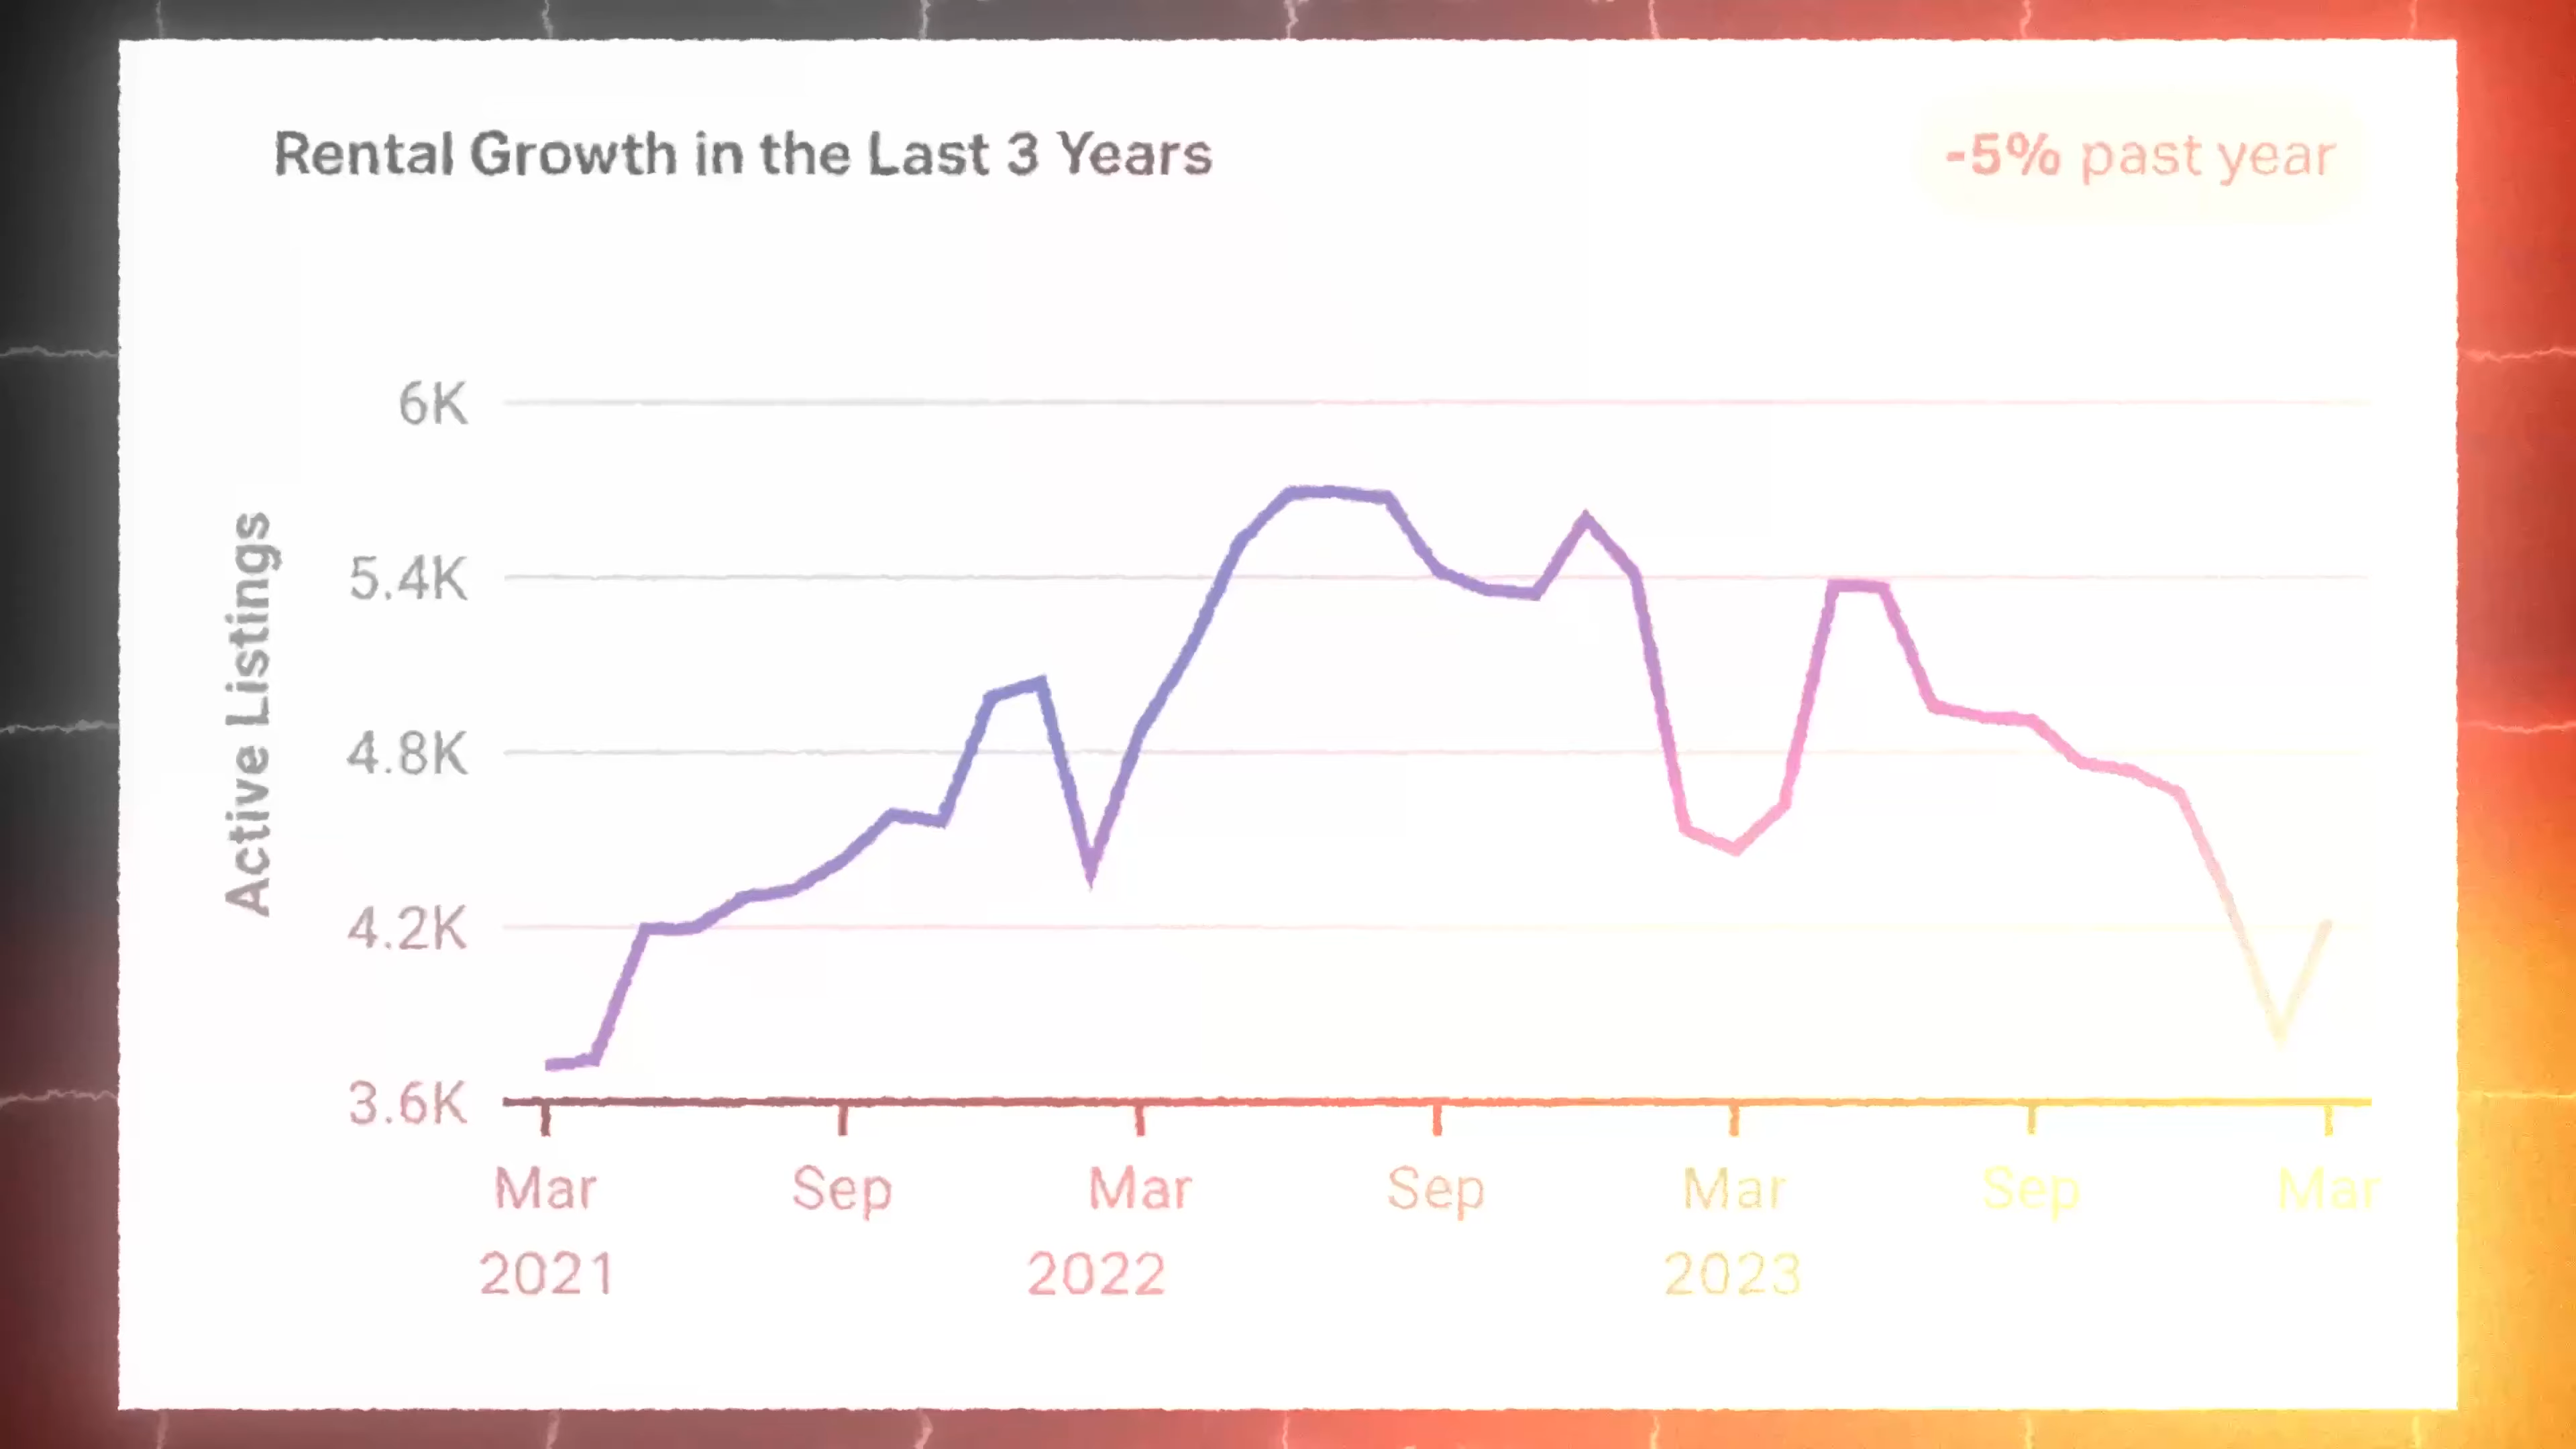 Rental Growth in the Last 3 Years
-5% past year
Active Listings
6K
5.4K
4.8K
4.2K
3.6K
Mar Sep Mar Sep Mar Sep Mar
2021 2022 2023